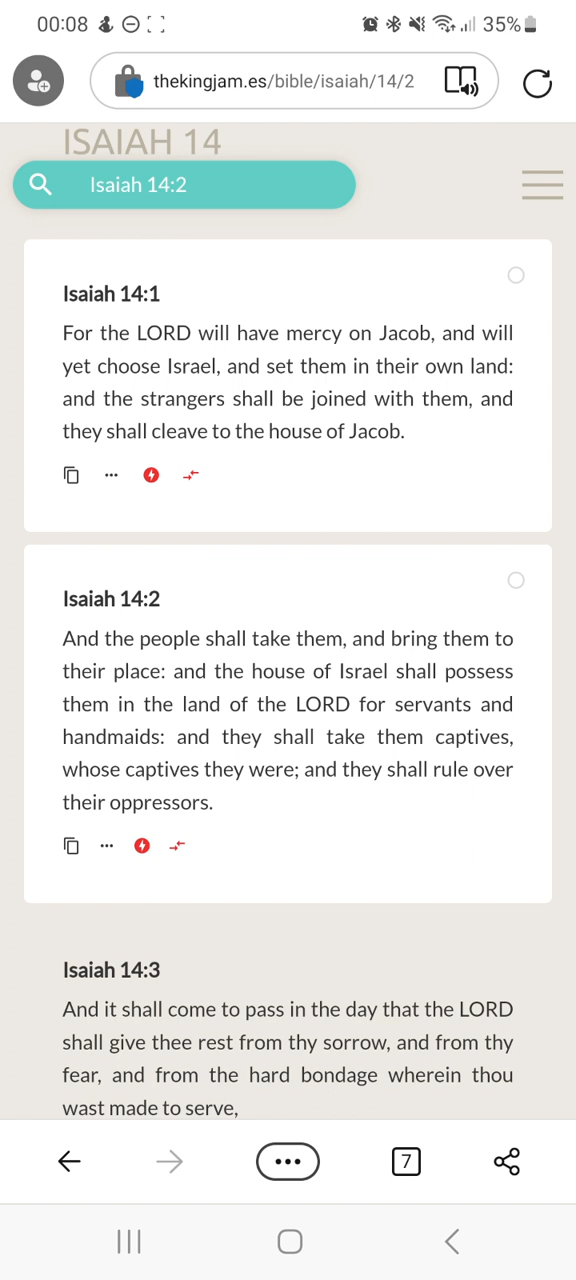 00:08
35%
thekingjam.es/bible/isaiah/14/2
ISAIAH 14
Isaiah 14:2
Isaiah 14:1
For the LORD will have mercy on Jacob, and will
yet choose Israel, and set them in their own land:
and the strangers shall be joined with them, and
they shall cleave to the house of Jacob.
Isaiah 14:2
And the people shall take them, and bring them to
their place: and the house of Israel shall possess
them in the land of the LORD for servants and
handmaids: and they shall take them captives,
whose captives they were; and they shall rule over
their oppressors.
Isaiah 14:3
And it shall come to pass in the day that the LORD
shall give thee rest from thy sorrow, and from thy
fear, and from the hard bondage wherein thou
wast made to serve,
7